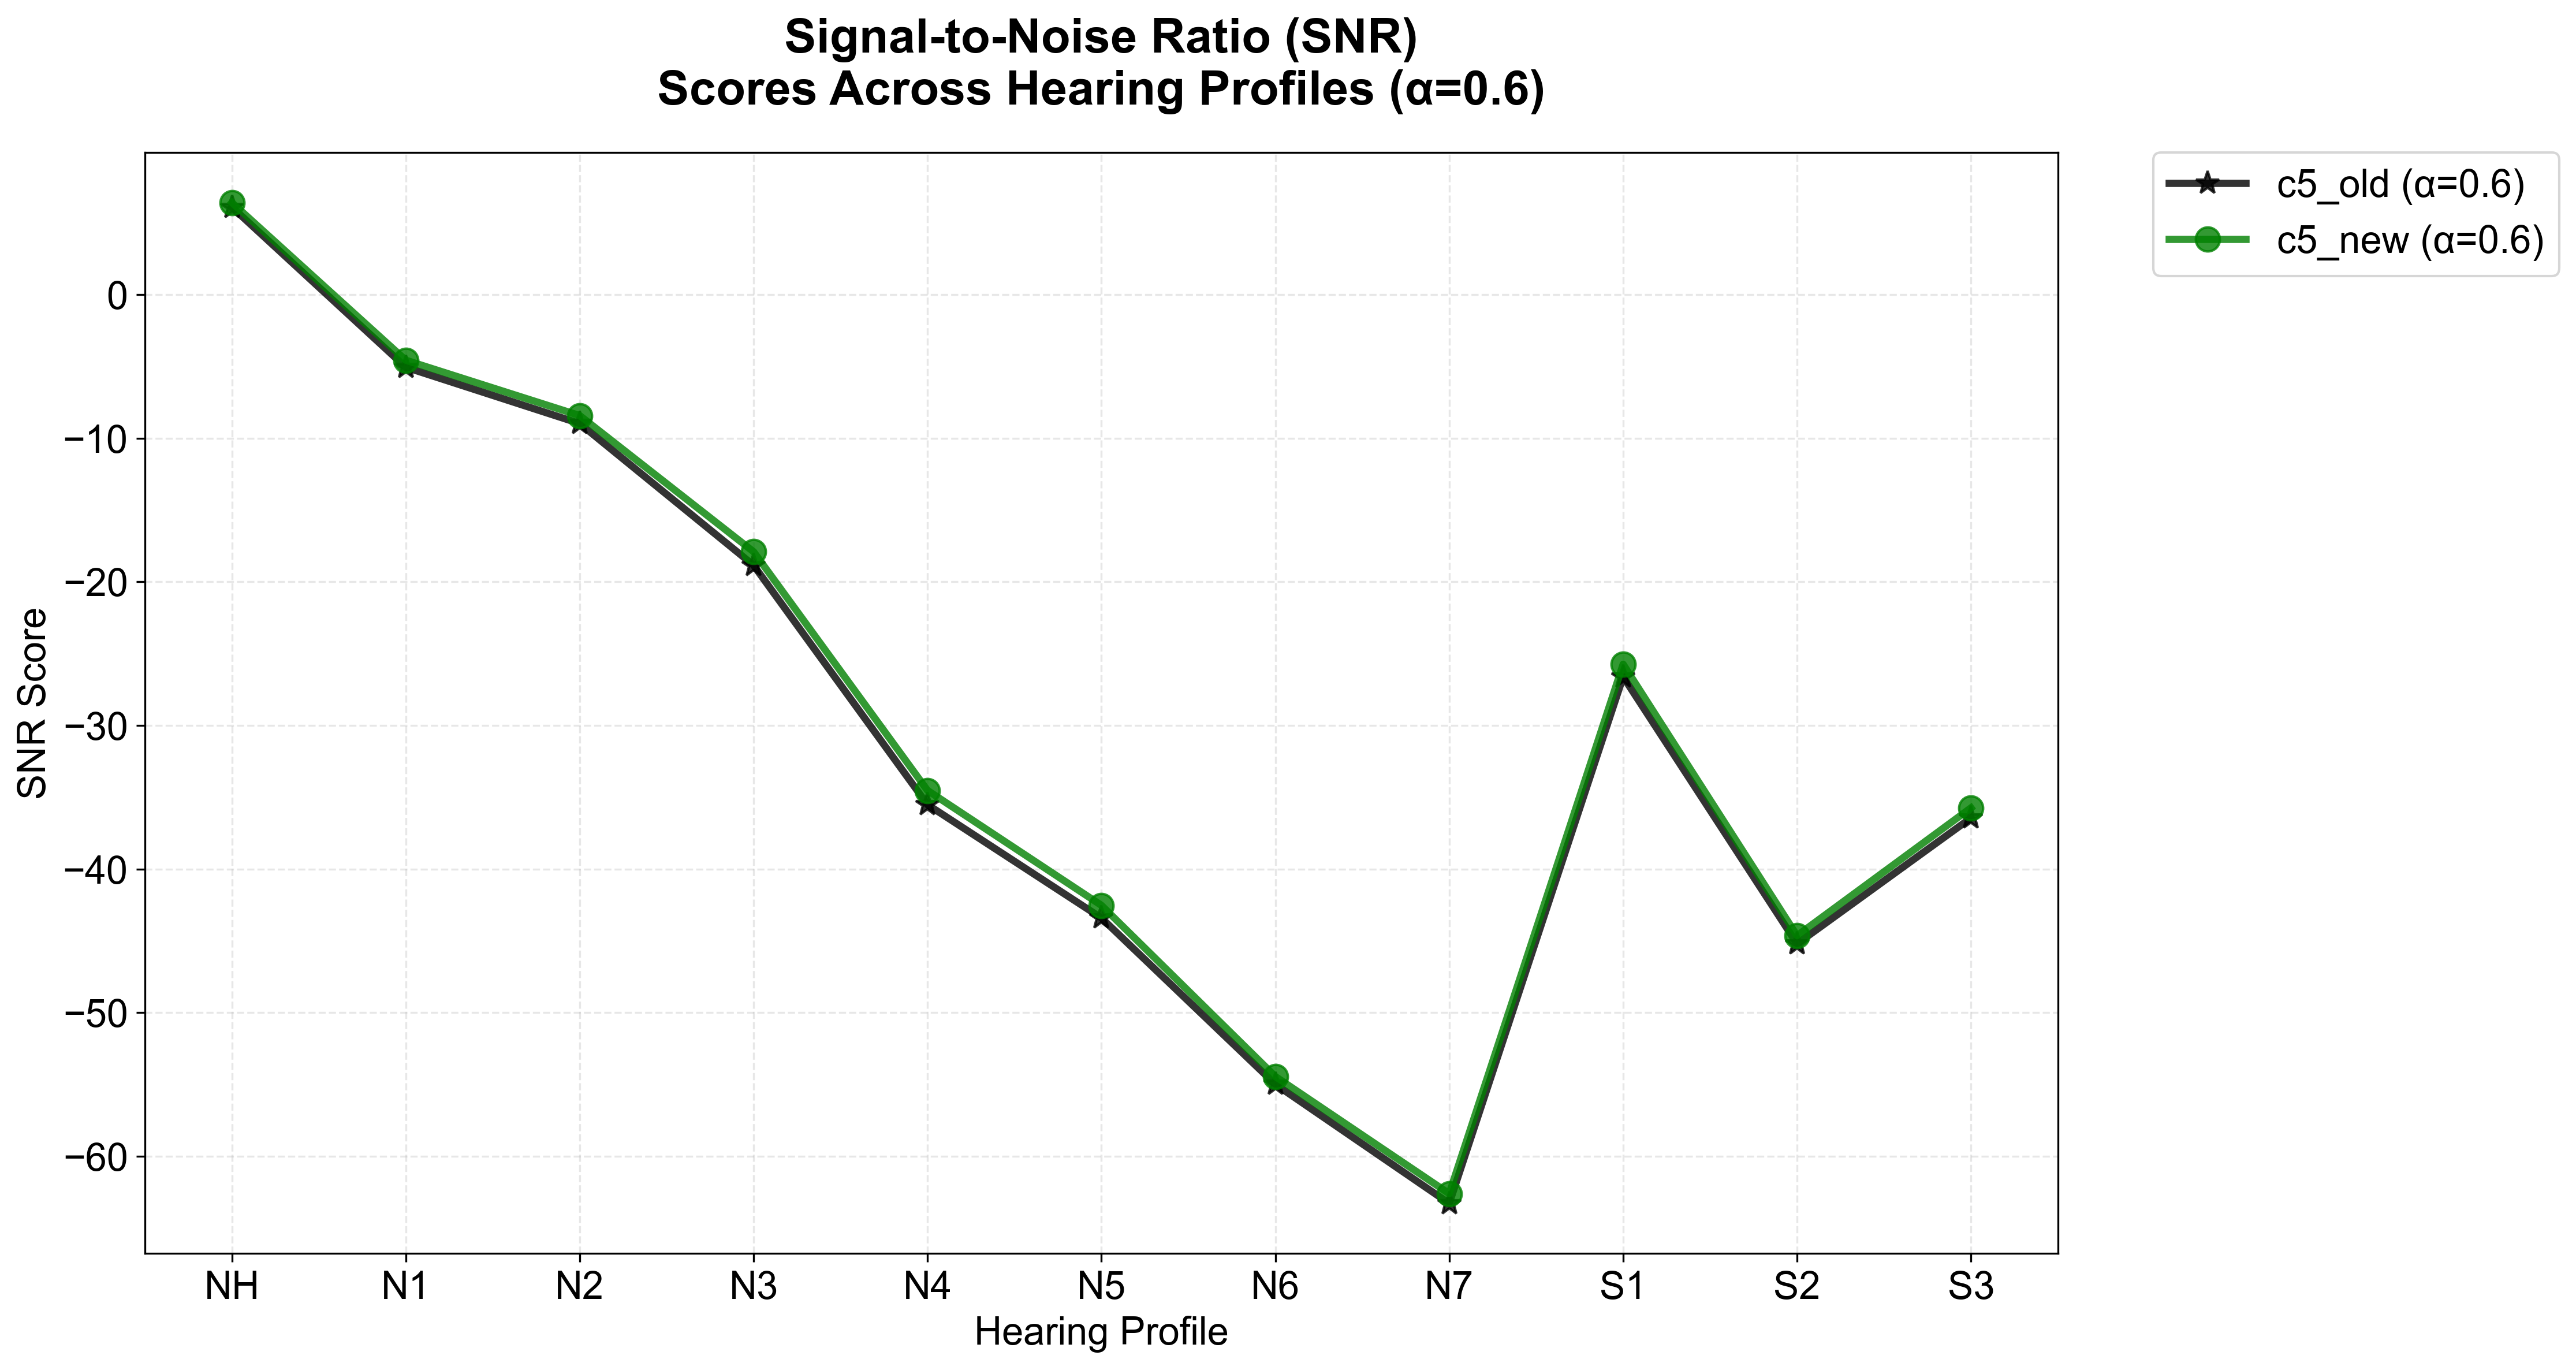 Signal-to-Noise Ratio (SNR)
Scores Across Hearing Profiles (α=0.6)
c5_old (α=0.6)
c5_new (α=0.6)
SNR Score
0
−10
−20
−30
−40
−50
−60
NH N1 N2 N3 N4 N5 N6 N7 S1 S2 S3
Hearing Profile